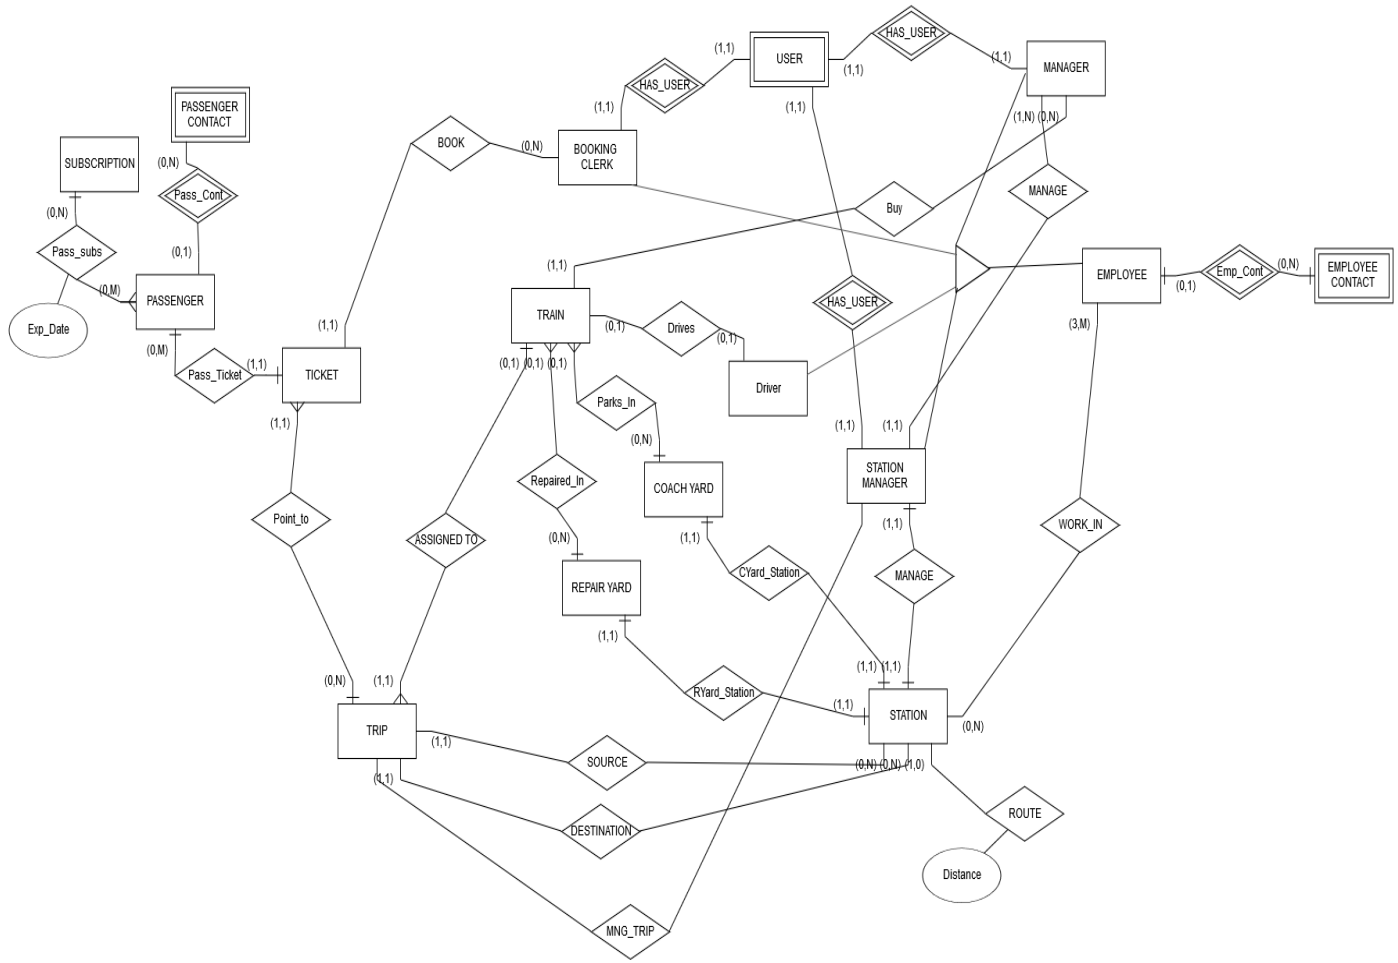 HAS_USER
(1,1)
USER
(1,1)
(1,1)
MANAGER
HAS_USER
(1,1)
(1,1)
(1,N)
(0,N)
PASSENGER
CONTACT
SUBSCRIPTION
(0,N)
BOOK
(0,N)
BOOKING
CLERK
Pass_Cont
MANAGE
(0,N)
Buy
Pass_subs
(0,1)
(1,1)
EMPLOYEE
Emp_Cont
(0,N)
EMPLOYEE
CONTACT
(0,1)
(0,M)
PASSENGER
HAS_USER
Exp_Date
TRAIN
(0,1)
Drives
(0,1)
(3,M)
(1,1)
(0,M)
(1,1)
(0,1)
(0,1)
(0,1)
Pass_Ticket
TICKET
Driver
Parks_In
(1,1)
(0,N)
(1,1)
(1,1)
Repaired_In
COACH YARD
STATION
MANAGER
Point_to
(1,1)
(1,1)
WORK_IN
ASSIGNED TO
(0,N)
CYard_Station
MANAGE
REPAIR YARD
(1,1)
(1,1)
(1,1)
(0,N)
(1,1)
RYard_Station
(1,1)
STATION
(0,N)
TRIP
(1,1)
SOURCE
(0,N)
(0,N)
(1,0)
(1,1)
ROUTE
DESTINATION
Distance
MNG_TRIP